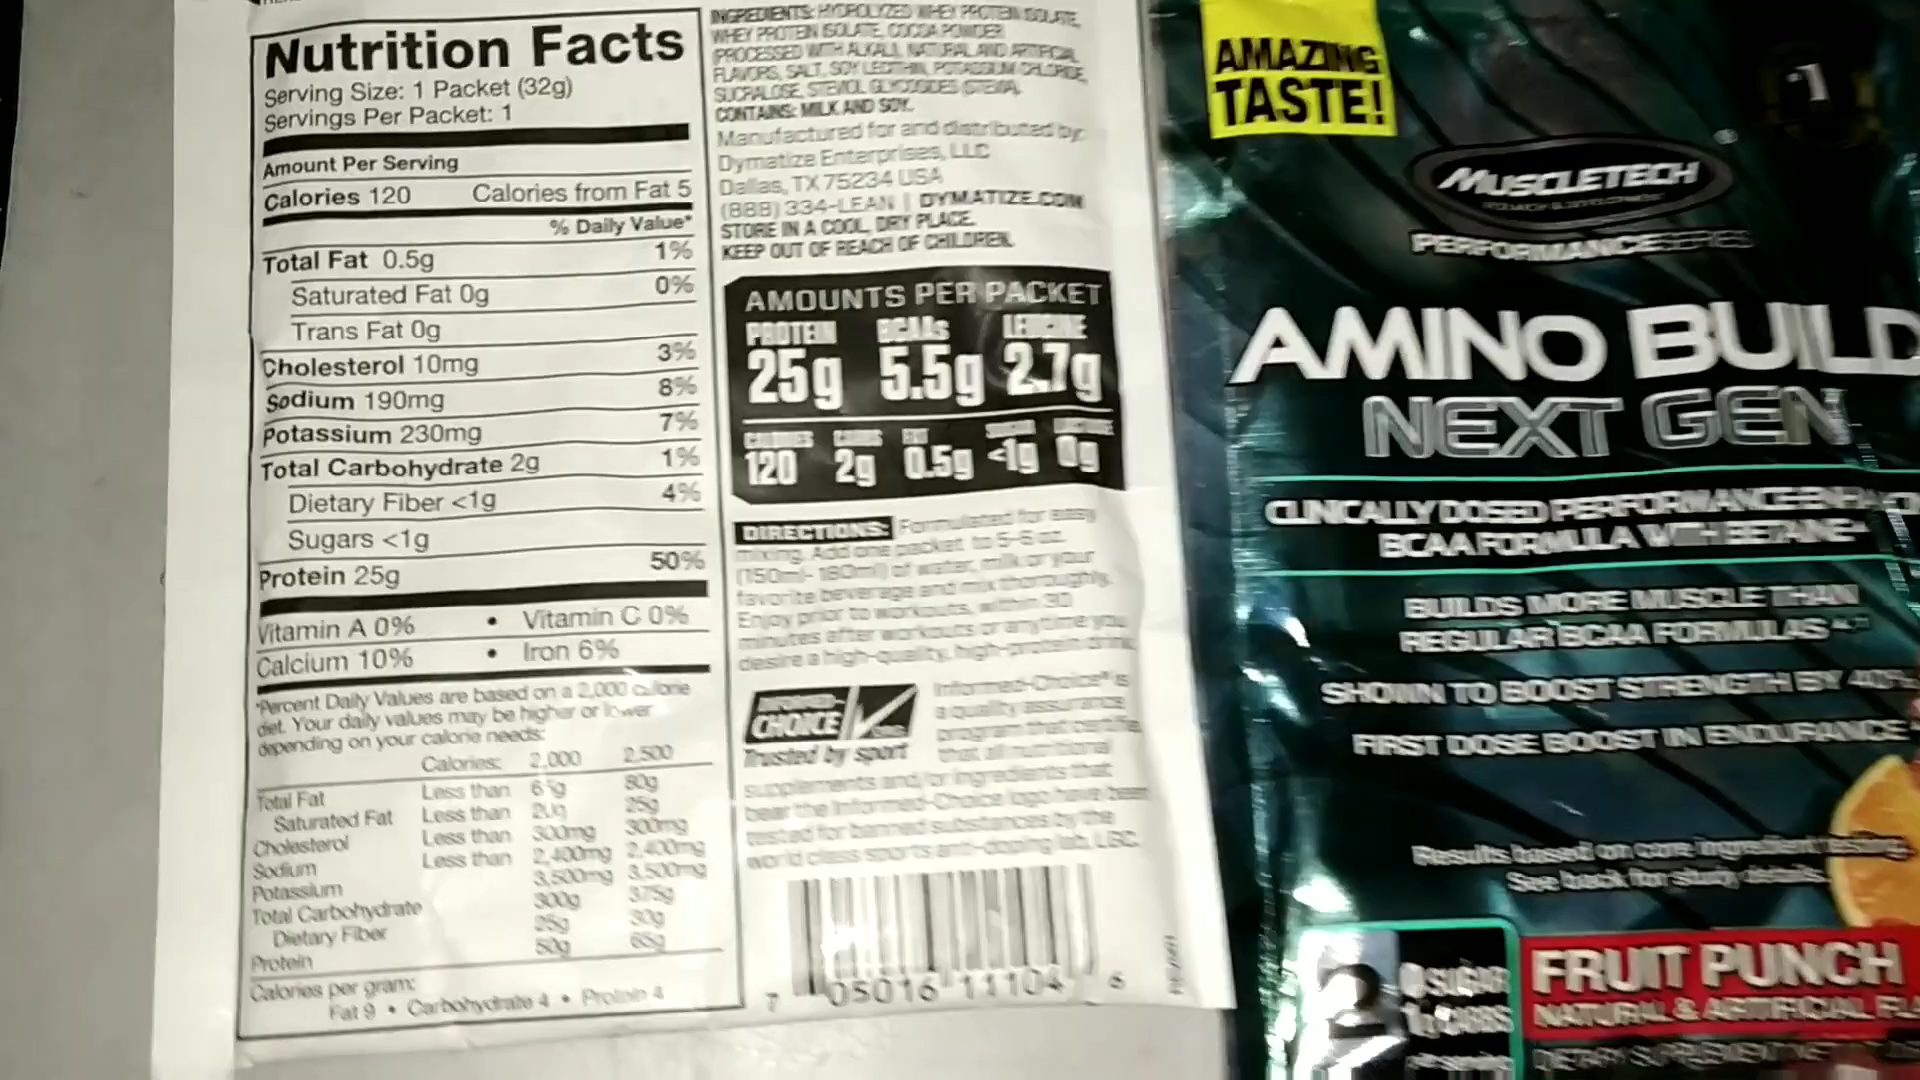 Nutrition Facts
Serving Size: 1 Packet (32g)
Servings Per Packet: 1
Amount Per Serving
Calories 120 Calories from Fat 5
% Daily Value*
Total Fat 0.5g 1%
Saturated Fat 0g 0%
Trans Fat 0g
Cholesterol 10mg 3%
Sodium 190mg 8%
Potassium 230mg 7%
Total Carbohydrate 2g 1%
Dietary Fiber <1g 4%
Sugars <1g
Protein 25g 50%
Vitamin A 0% • Vitamin C 0%
Calcium 10% • Iron 6%
*Percent Daily Values are based on a 2,000 calorie
diet. Your daily values may be higher or lower
depending on your calorie needs:
Calories: 2,000 2,500
Total Fat Less than 80g
Saturated Fat Less than 25g
Cholesterol Less than 300mg 300mg
Sodium Less than 2,400mg 2,400mg
Potassium 3,500mg 3,500mg
Total Carbohydrate 300g 375g
Dietary Fiber 25g 30g
Protein 50g 65g
Calories per gram:
Fat 9 • Carbohydrate 4 • Protein 4
INGREDIENTS: HYDROLYZED WHEY PROTEIN ISOLATE,
WHEY PROTEIN ISOLATE, COCOA POWDER
(PROCESSED WITH ALKALI), NATURAL AND ARTIFICIAL
FLAVORS, SALT, SOY LECITHIN, POTASSIUM CHLORIDE,
SUCRALOSE, STEVIOL GLYCOSIDES (STEVIA).
CONTAINS: MILK AND SOY.
Manufactured for and distributed by:
Dymatize Enterprises, LLC
Dallas, TX 75234 USA
(888) 334-LEAN | DYMATIZE.COM
STORE IN A COOL, DRY PLACE.
KEEP OUT OF REACH OF CHILDREN.
AMOUNTS PER PACKET
PROTEIN BCAAs LEUCINE
25g 5.5g 2.7g
CALORIES CARBS FAT SUGAR LACTOSE
120 2g 0.5g <1g 0g
DIRECTIONS: Formulated for easy
mixing. Add one packet to 5-6 oz.
(150ml-180ml) of water, milk or your
favorite beverage and mix thoroughly.
Enjoy prior to workouts, within 30
minutes after workouts or anytime you
desire a high-quality, high-protein drink.
INFORMED-CHOICE
Trusted by sport
Informed-Choice® is
a quality assurance
program that certifies
that all nutritional
supplements and/or ingredients that
bear the Informed-Choice logo have been
tested for banned substances by the
world class sports anti-doping lab, LGC.
7 05016 11104 6
AMAZING
TASTE!
#1
MUSCLETECH
PERFORMANCE SERIES
AMINO BUILD
NEXT GEN
CLINICALLY DOSED
BCAA FORMULA WITH BETAINE
BUILDS MORE MUSCLE THAN
REGULAR BCAA FORMULAS
SHOWN TO BOOST STRENGTH BY 40%
FIRST DOSE BOOST IN ENDURANCE
Results based on core ingredient testing.
See back for study details.
0 SUGAR
FRUIT PUNCH
NATURAL & ARTIFICIAL